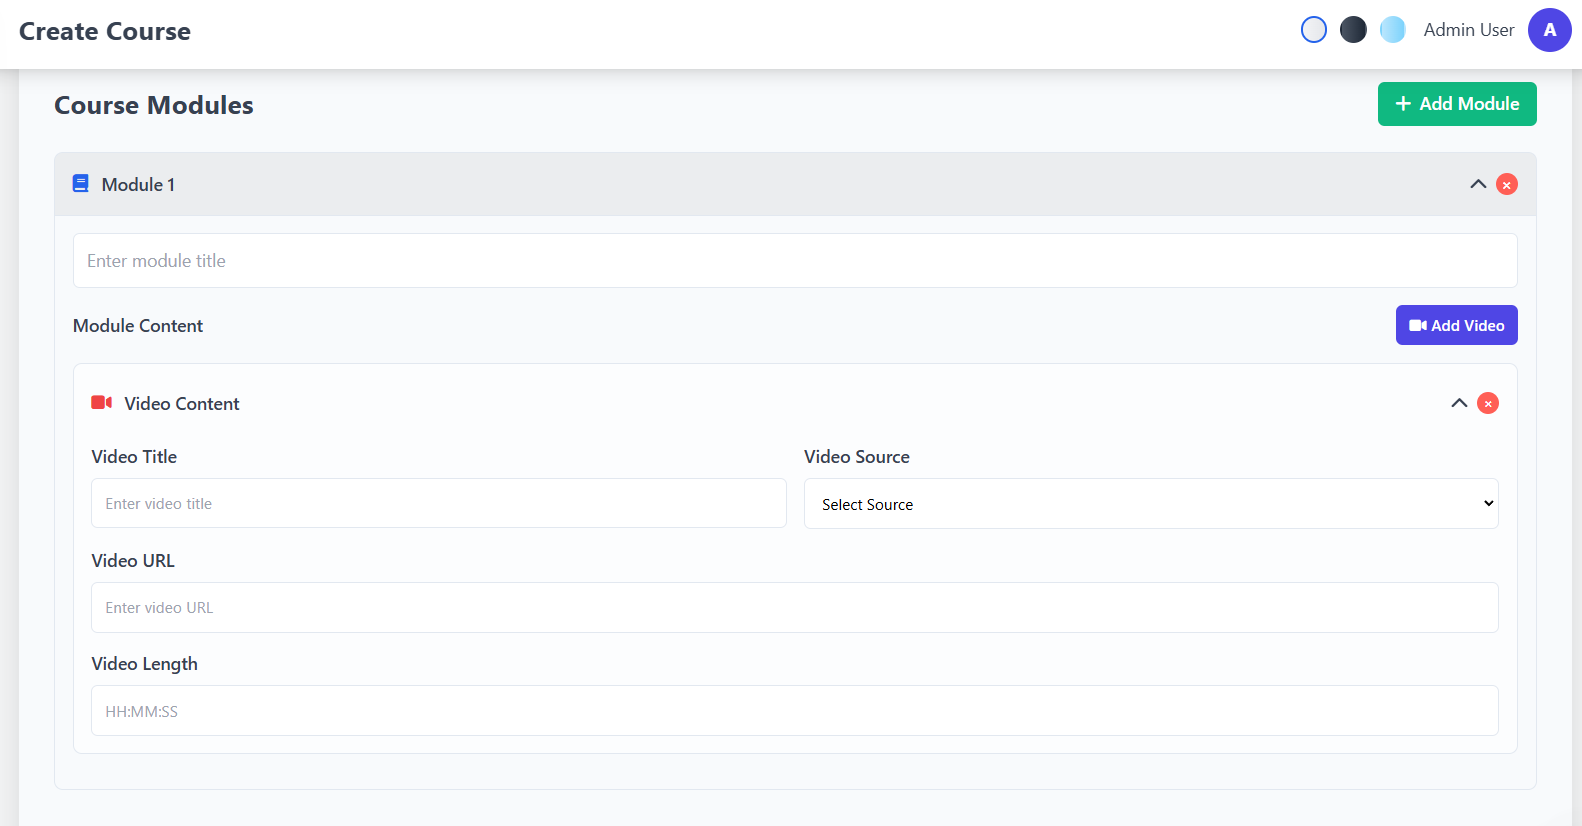 Create Course
Admin User
A
Course Modules
Add Module
Module 1
Enter module title
Module Content
Add Video
Video Content
Video Title
Video Source
Enter video title
Select Source
Video URL
Enter video URL
Video Length
HH:MM:SS